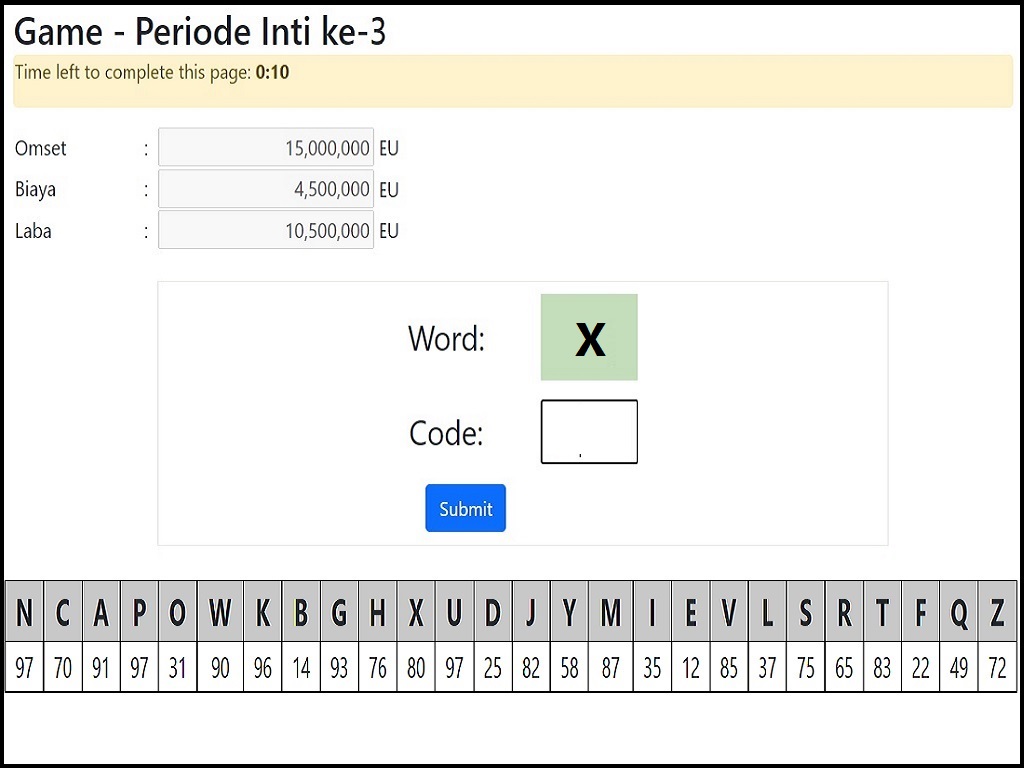 Game - Periode Inti ke-3
Time left to complete this page: 0:10
Omset : 15,000,000 EU
Biaya : 4,500,000 EU
Laba : 10,500,000 EU
Word: X
Code:
Submit
N C A P O W K B G H X U D J Y M I E V L S R T F Q Z
97 70 91 97 31 90 96 14 93 76 80 97 25 82 58 87 35 12 85 37 75 65 83 22 49 72